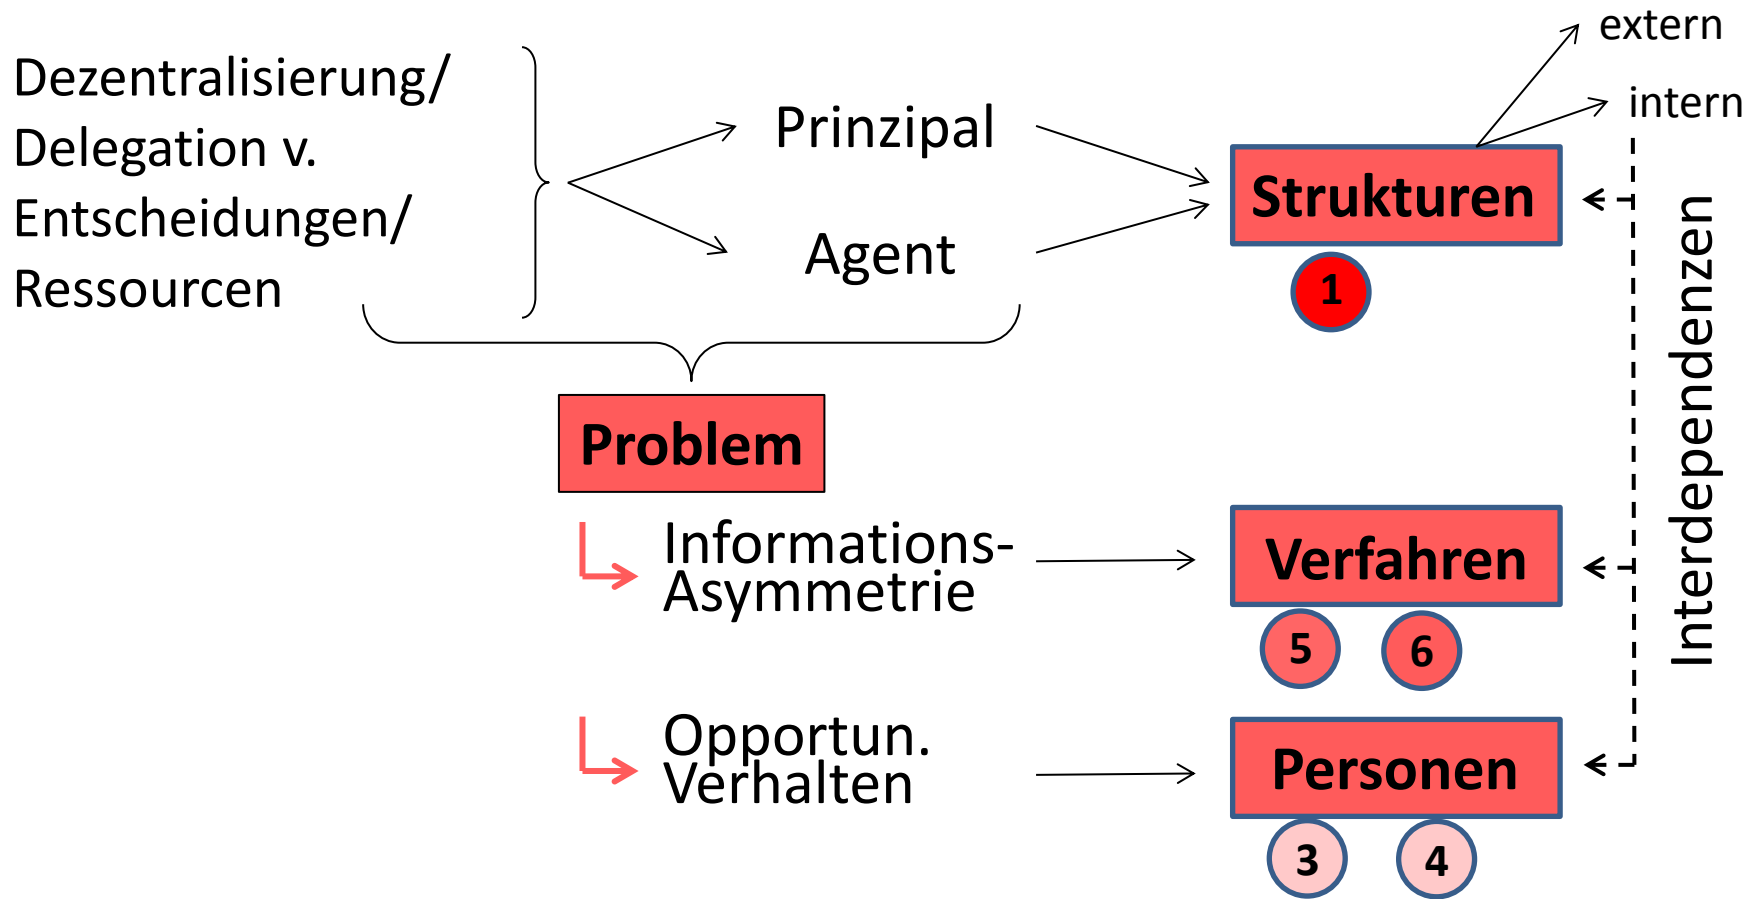 Dezentralisierung/
Delegation v.
Entscheidungen/
Ressourcen
Prinzipal
Agent
extern
intern
Strukturen
1
Problem
Informations-
Asymmetrie
Verfahren
5
6
Opportun.
Verhalten
Personen
3
4
Interdependenzen